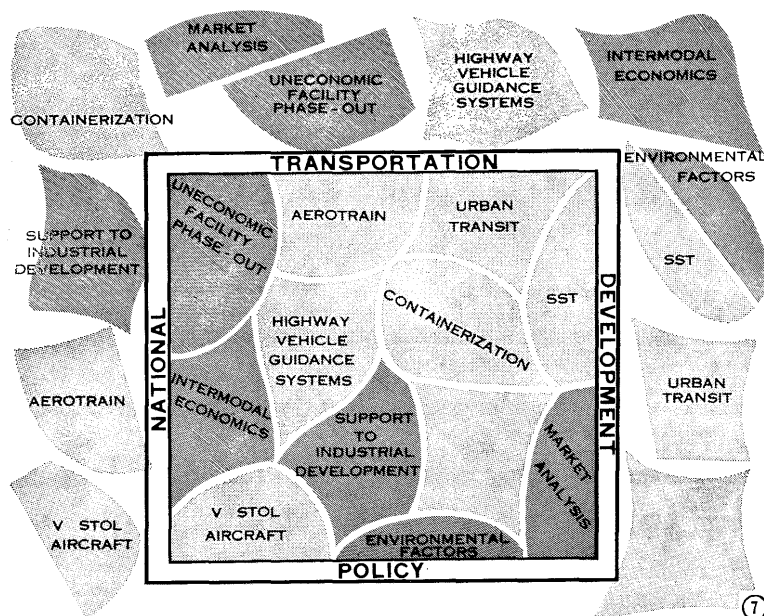 MARKET
ANALYSIS
UNECONOMIC
FACILITY
PHASE-OUT
HIGHWAY
VEHICLE
GUIDANCE
SYSTEMS
INTERMODAL
ECONOMICS
CONTAINERIZATION
ENVIRONMENTAL
FACTORS
SST
SUPPORT TO
INDUSTRIAL
DEVELOPMENT
AEROTRAIN
URBAN
TRANSIT
V STOL
AIRCRAFT
NATIONAL
TRANSPORTATION
DEVELOPMENT
POLICY
UNECONOMIC
FACILITY
PHASE-OUT
AEROTRAIN
URBAN
TRANSIT
SST
HIGHWAY
VEHICLE
GUIDANCE
SYSTEMS
CONTAINERIZATION
INTERMODAL
ECONOMICS
SUPPORT
TO
INDUSTRIAL
DEVELOPMENT
MARKET
ANALYSIS
V STOL
AIRCRAFT
ENVIRONMENTAL
FACTORS
7